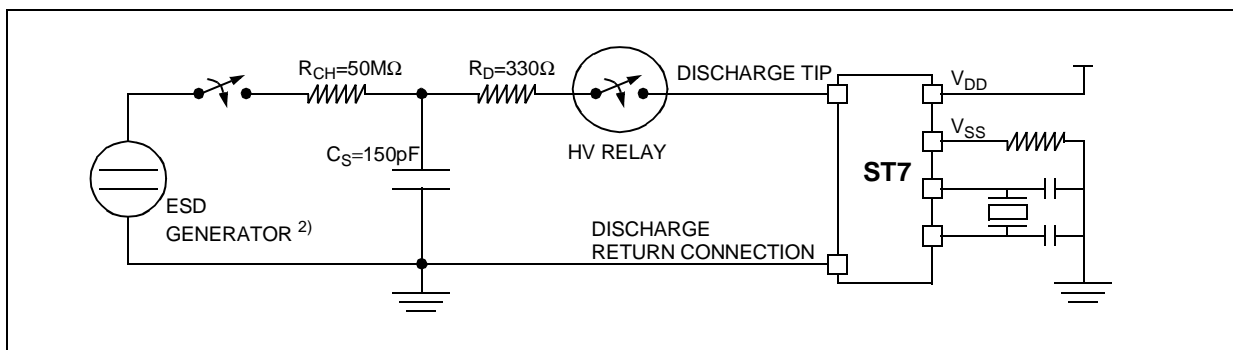 R_CH=50MΩ
R_D=330Ω
DISCHARGE TIP
V_DD
V_SS
C_S=150pF
HV RELAY
ST7
ESD
GENERATOR 2)
DISCHARGE
RETURN CONNECTION